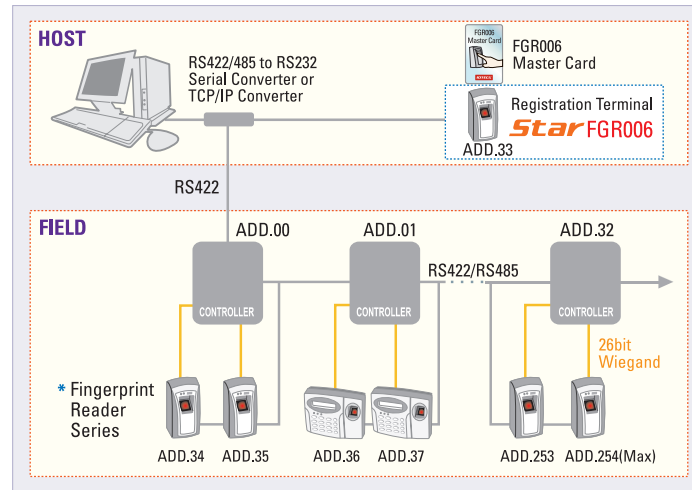 HOST
RS422/485 to RS232
Serial Converter or
TCP/IP Converter
FGR006
Master Card
FGR006
Master Card
Registration Terminal
Star FGR006
ADD.33
RS422
FIELD
ADD.00
ADD.01
ADD.32
RS422/RS485
CONTROLLER
CONTROLLER
CONTROLLER
26bit
Wiegand
* Fingerprint
Reader
Series
ADD.34
ADD.35
ADD.36
ADD.37
ADD.253
ADD.254(Max)